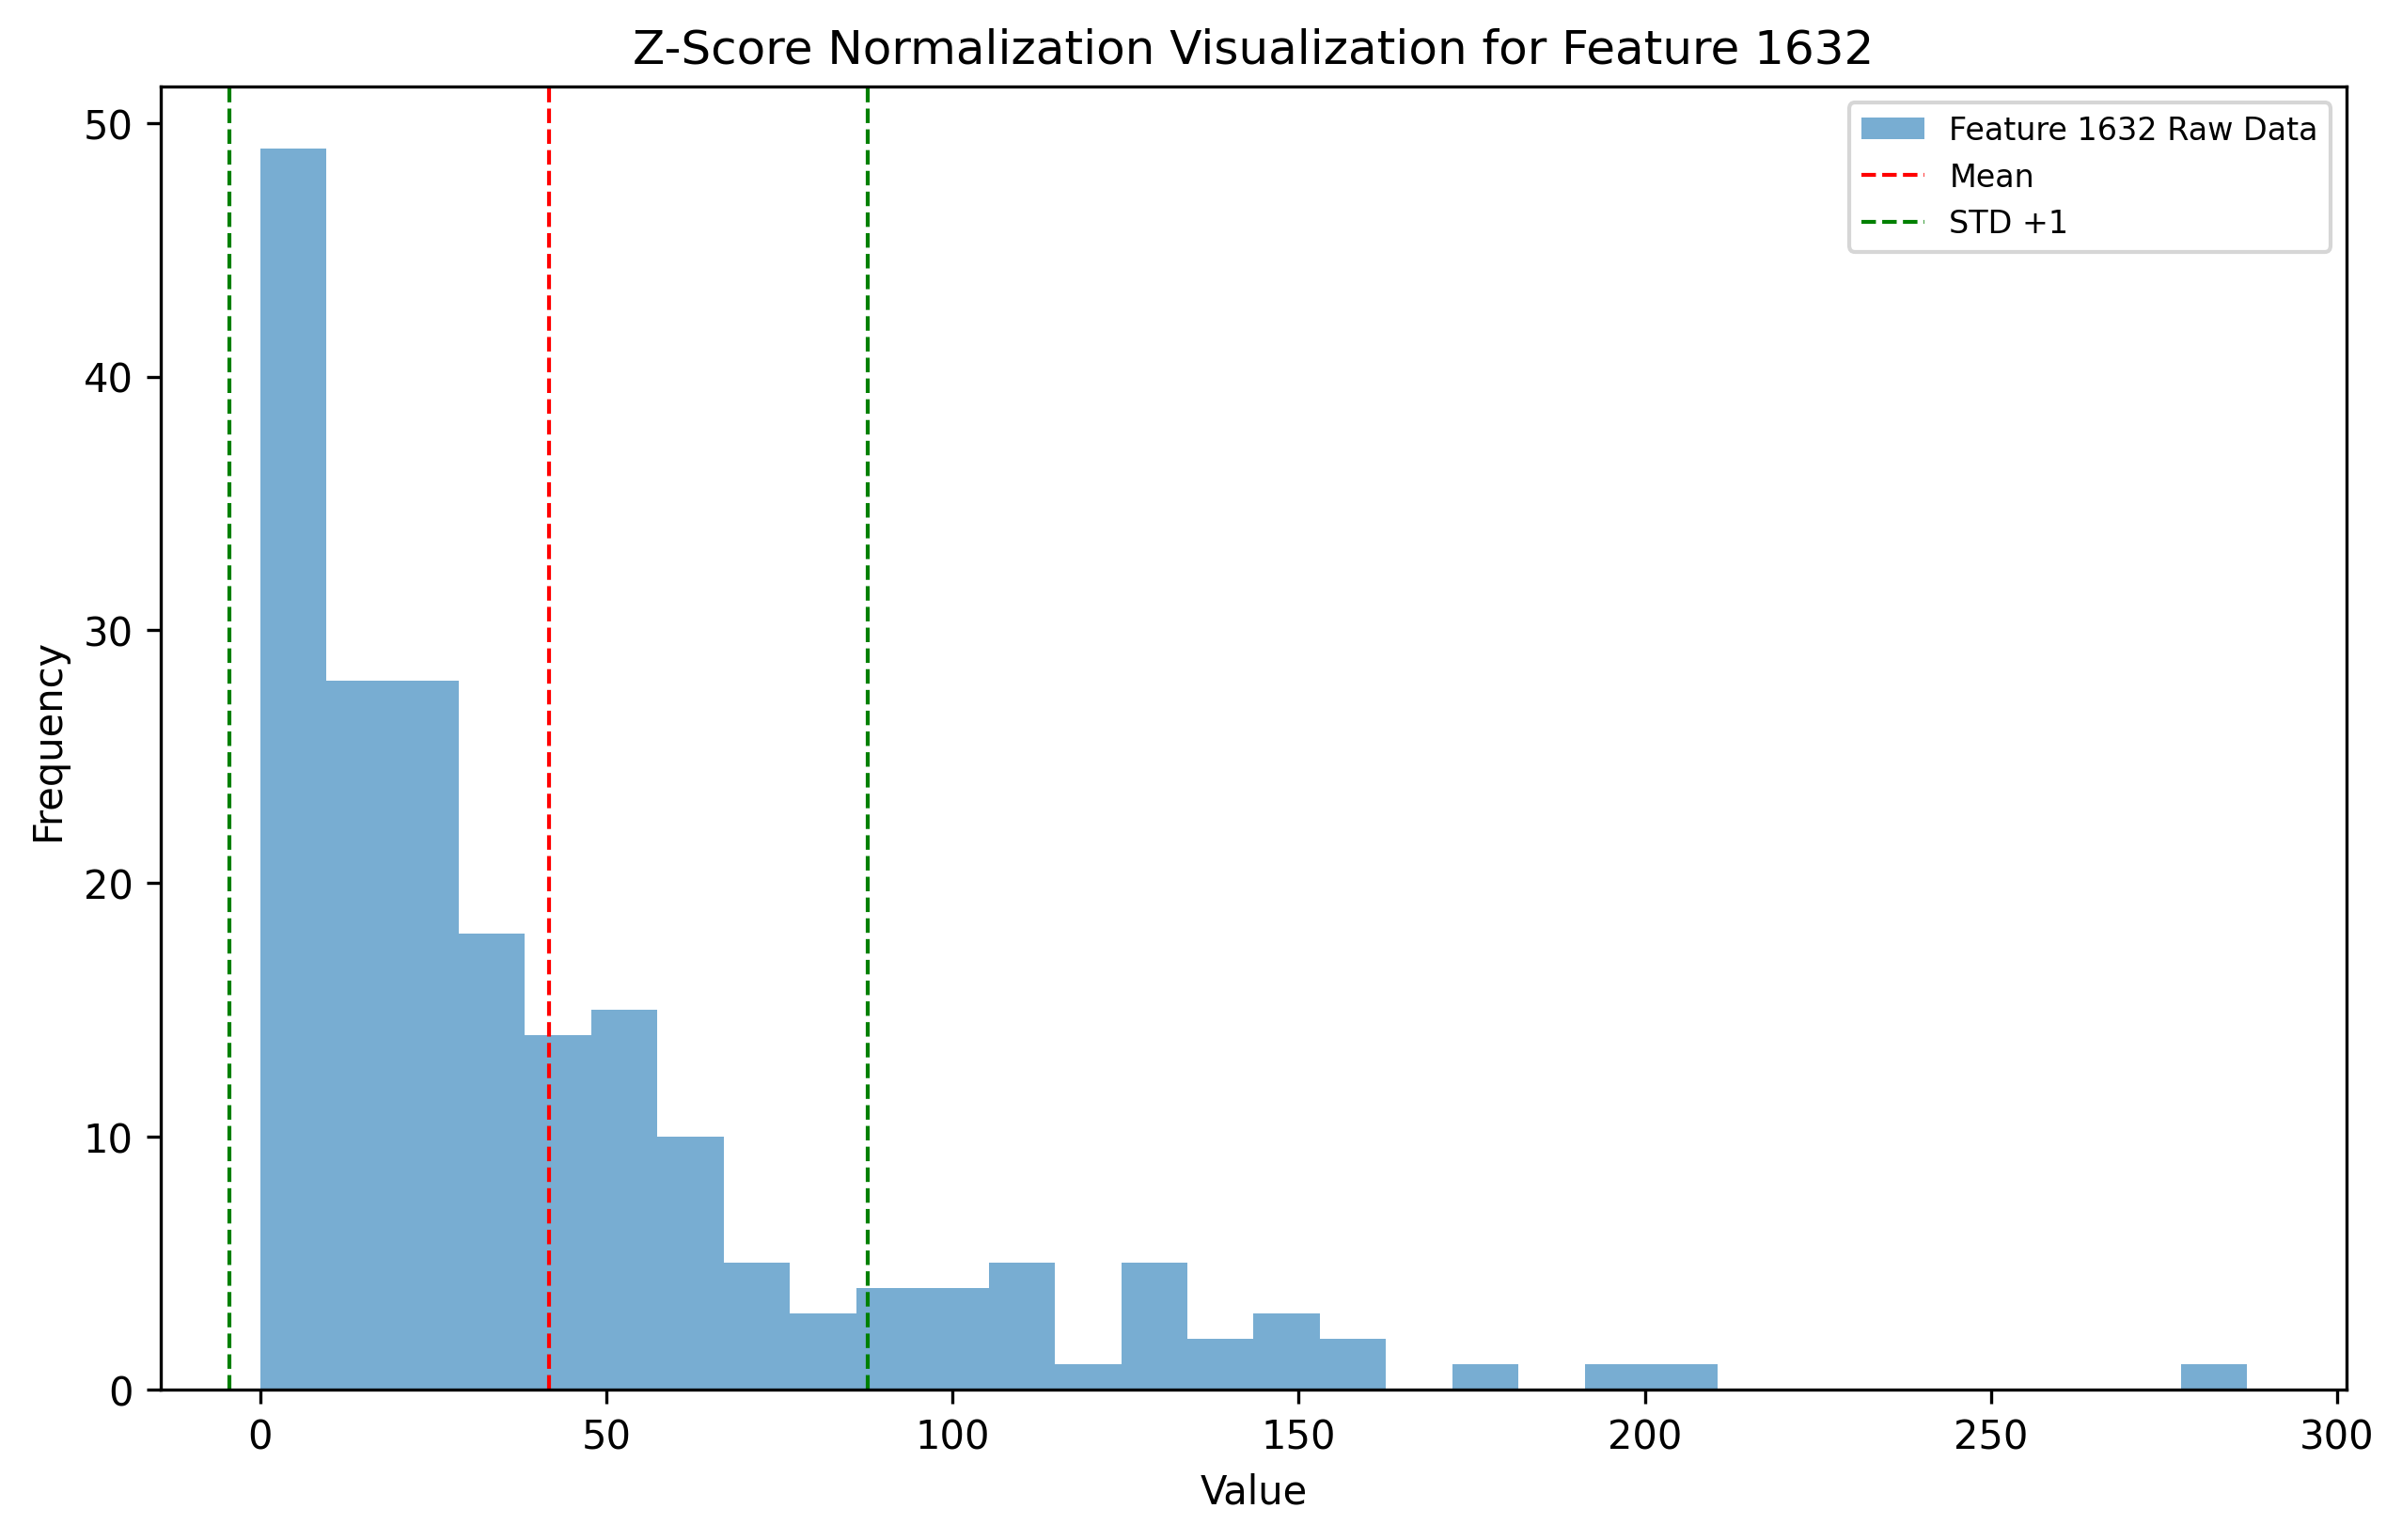 Z-Score Normalization Visualization for Feature 1632
Feature 1632 Raw Data
Mean
STD +1
50
40
30
20
10
0
Frequency
0 50 100 150 200 250 300
Value